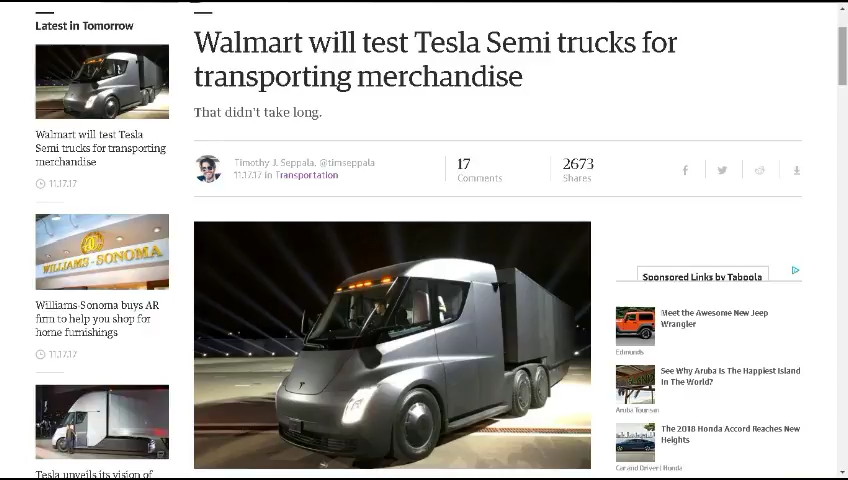 Latest in Tomorrow
Walmart will test Tesla
Semi trucks for transporting
merchandise
11.17.17
WILLIAMS-SONOMA
Williams-Sonoma buys AR
firm to help you shop for
home furnishings
11.17.17
Tesla unveils its vision of
Walmart will test Tesla Semi trucks for
transporting merchandise
That didn't take long.
Timothy J. Seppala, @timseppala
11.17.17 in Transportation
17
Comments
2673
Shares
Sponsored Links by Taboola
Meet the Awesome New Jeep
Wrangler
Edmunds
See Why Aruba Is The Happiest Island
In The World?
Aruba Tourism
The 2018 Honda Accord Reaches New
Heights
Car and Driver | Honda